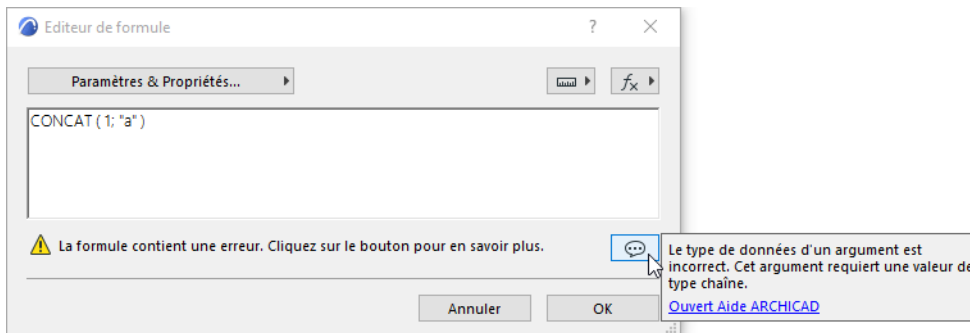 Editeur de formule
Paramètres & Propriétés...
CONCAT ( 1; "a" )
La formule contient une erreur. Cliquez sur le bouton pour en savoir plus.
Le type de données d'un argument est
incorrect. Cet argument requiert une valeur de
type chaîne.
Ouvert Aide ARCHICAD
Annuler
OK